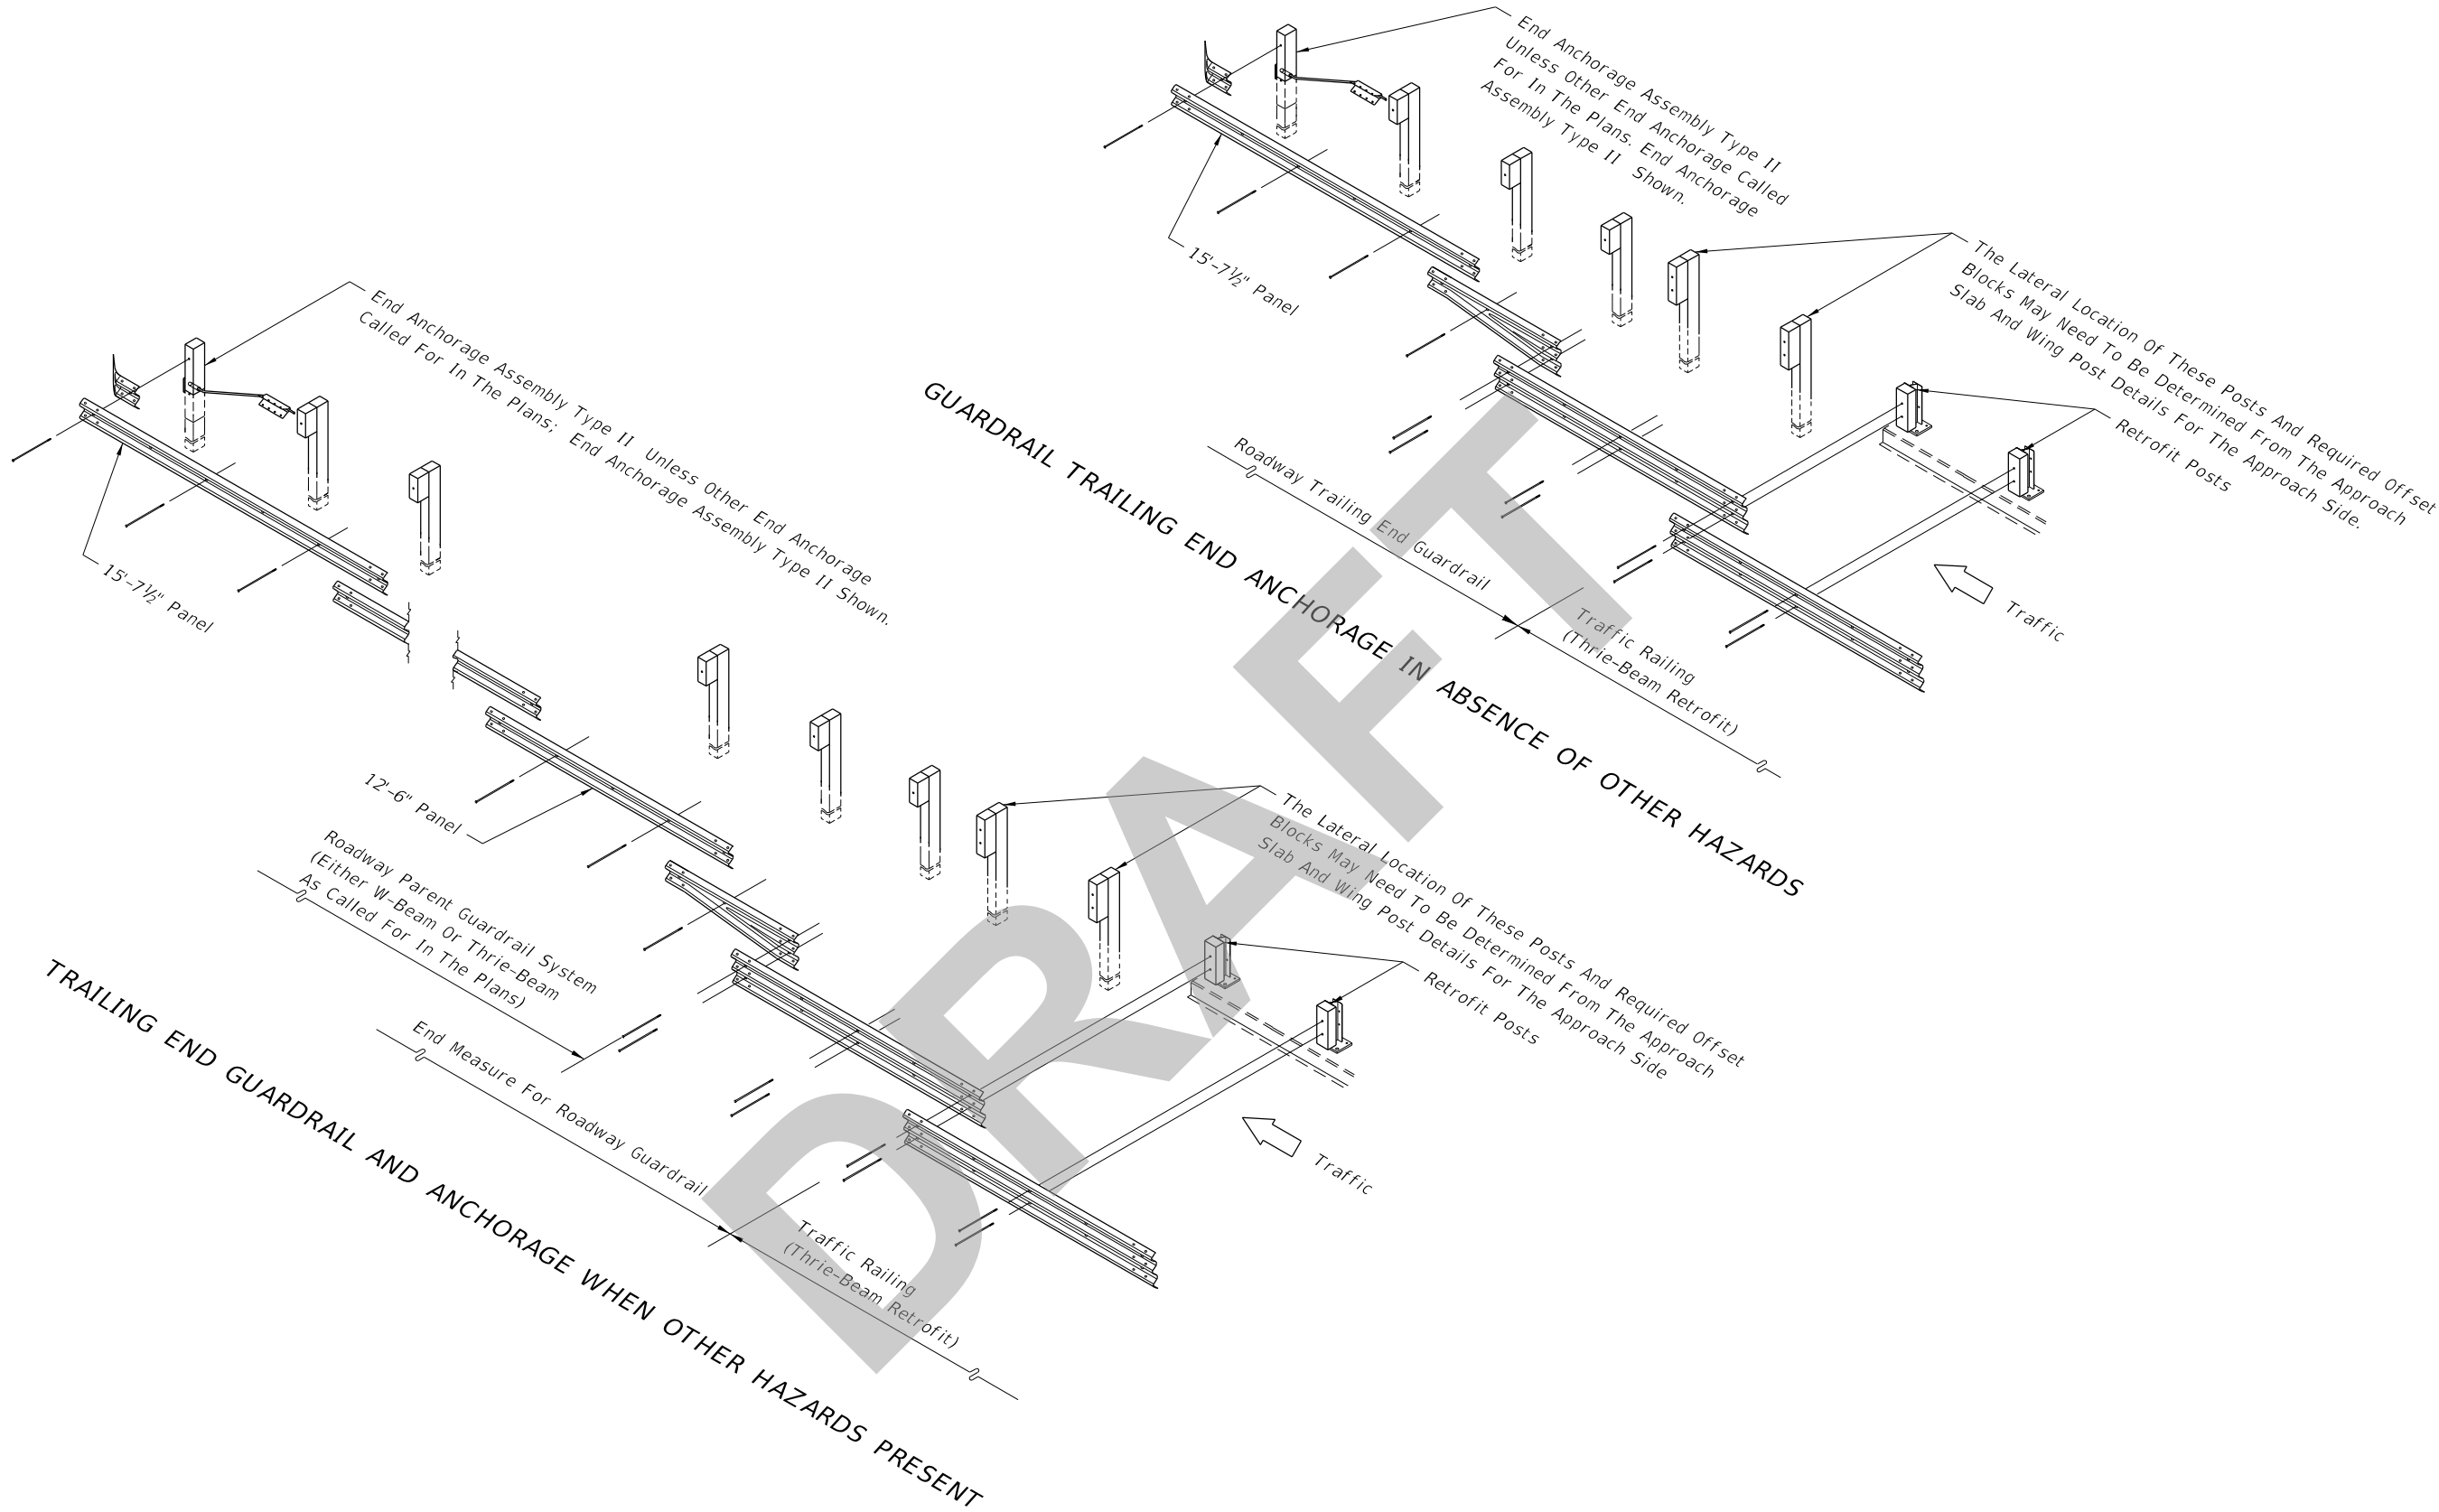 End Anchorage Assembly Type II
Unless Other End Anchorage Called
For In The Plans. End Anchorage
Assembly Type II Shown.
15'-7½" Panel
The Lateral Location Of These Posts And Required Offset
Blocks May Need To Be Determined From The Approach
Slab And Wing Post Details For The Approach Side.
Retrofit Posts
Traffic
Roadway Trailing End Guardrail
Traffic Railing
(Thrie-Beam Retrofit)
GUARDRAIL TRAILING END ANCHORAGE IN ABSENCE OF OTHER HAZARDS
End Anchorage Assembly Type II Unless Other End Anchorage
Called For In The Plans; End Anchorage Assembly Type II Shown.
15'-7½" Panel
12'-6" Panel
The Lateral Location Of These Posts And Required Offset
Blocks May Need To Be Determined From The Approach
Slab And Wing Post Details For The Approach Side
Retrofit Posts
Traffic
Roadway Parent Guardrail System
(Either W-Beam Or Thrie-Beam
As Called For In The Plans)
End Measure For Roadway Guardrail
Traffic Railing
(Thrie-Beam Retrofit)
TRAILING END GUARDRAIL AND ANCHORAGE WHEN OTHER HAZARDS PRESENT
DRAFT